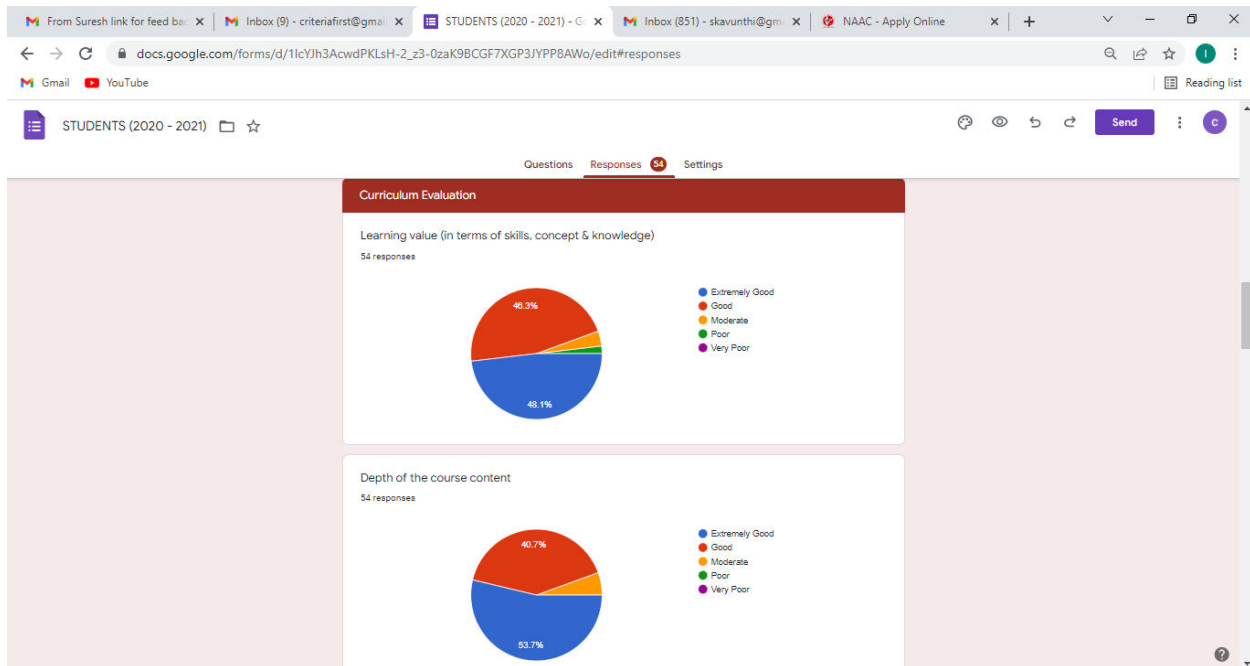 From Suresh link for feed bac
Inbox (9) - criteriafirst@gmai
STUDENTS (2020 - 2021) - Go
Inbox (851) - skavunthi@gm
NAAC - Apply Online
docs.google.com/forms/d/1lcYJh3AcwdPKLsH-2_z3-0zaK9BCGF7XGP3JYPP8AWo/edit#responses
I
Gmail
YouTube
Reading list
STUDENTS (2020 - 2021)
Send
C
Questions Responses 54 Settings
Curriculum Evaluation
Learning value (in terms of skills, concept & knowledge)
54 responses
46.3%
48.1%
Extremely Good
Good
Moderate
Poor
Very Poor
Depth of the course content
54 responses
40.7%
53.7%
Extremely Good
Good
Moderate
Poor
Very Poor